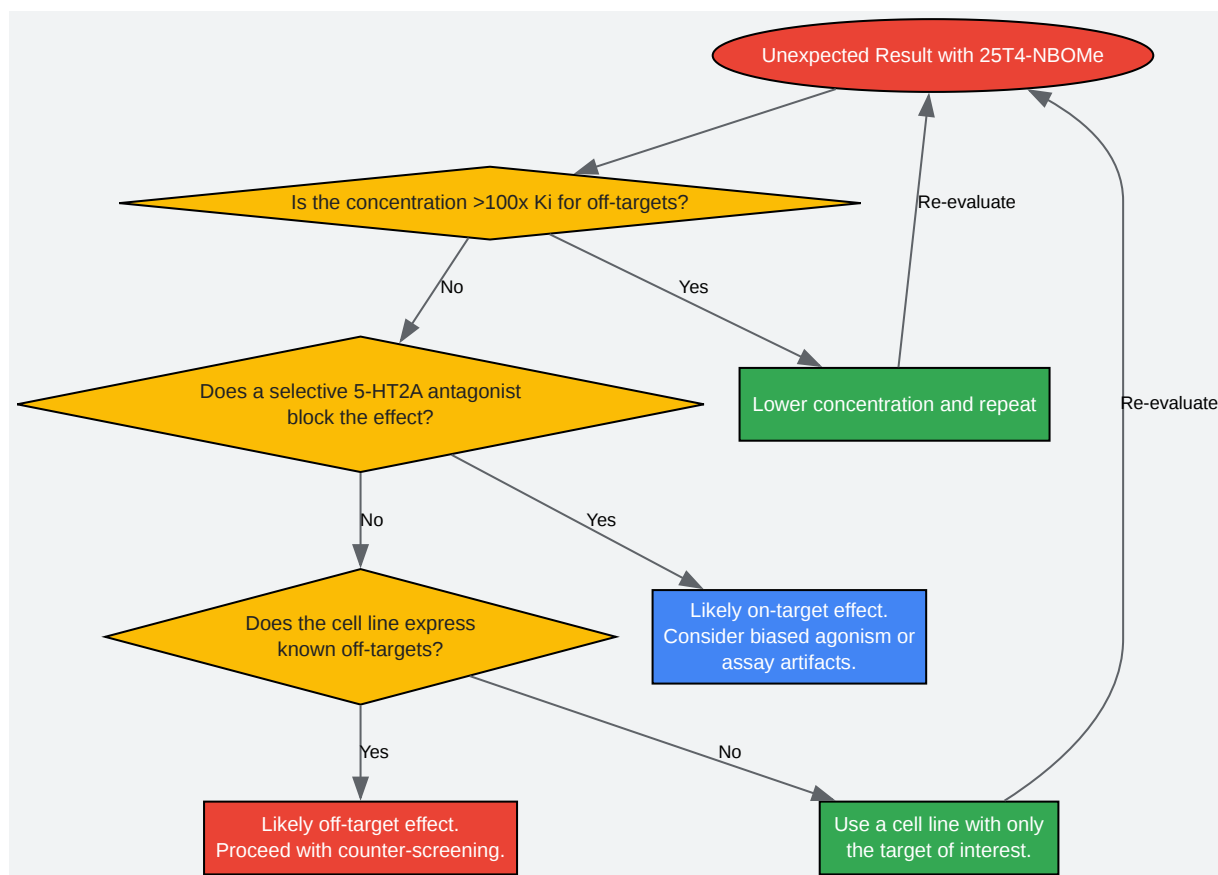 Unexpected Result with 25T4-NBOMe
Is the concentration >100x Ki for off-targets?
Re-evaluate
No
Yes
Does a selective 5-HT2A antagonist
block the effect?
Lower concentration and repeat
Re-evaluate
No
Yes
Does the cell line express
known off-targets?
Likely on-target effect.
Consider biased agonism or
assay artifacts.
Yes
No
Likely off-target effect.
Proceed with counter-screening.
Use a cell line with only
the target of interest.